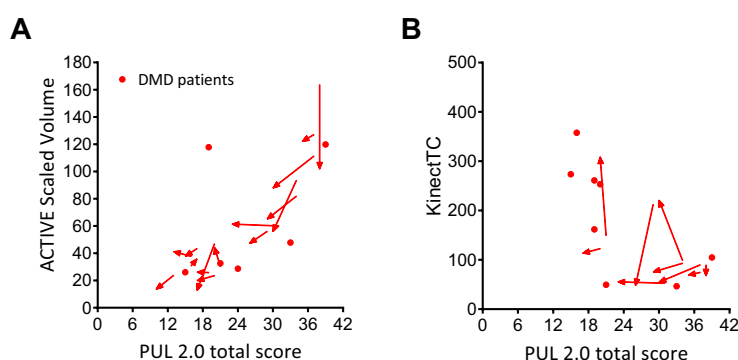 A
ACTIVE Scaled Volume
180
160
140
120
100
80
60
40
20
0
DMD patients
0 6 12 18 24 30 36 42
PUL 2.0 total score
B
KinectTC
500
400
300
200
100
0
0 6 12 18 24 30 36 42
PUL 2.0 total score